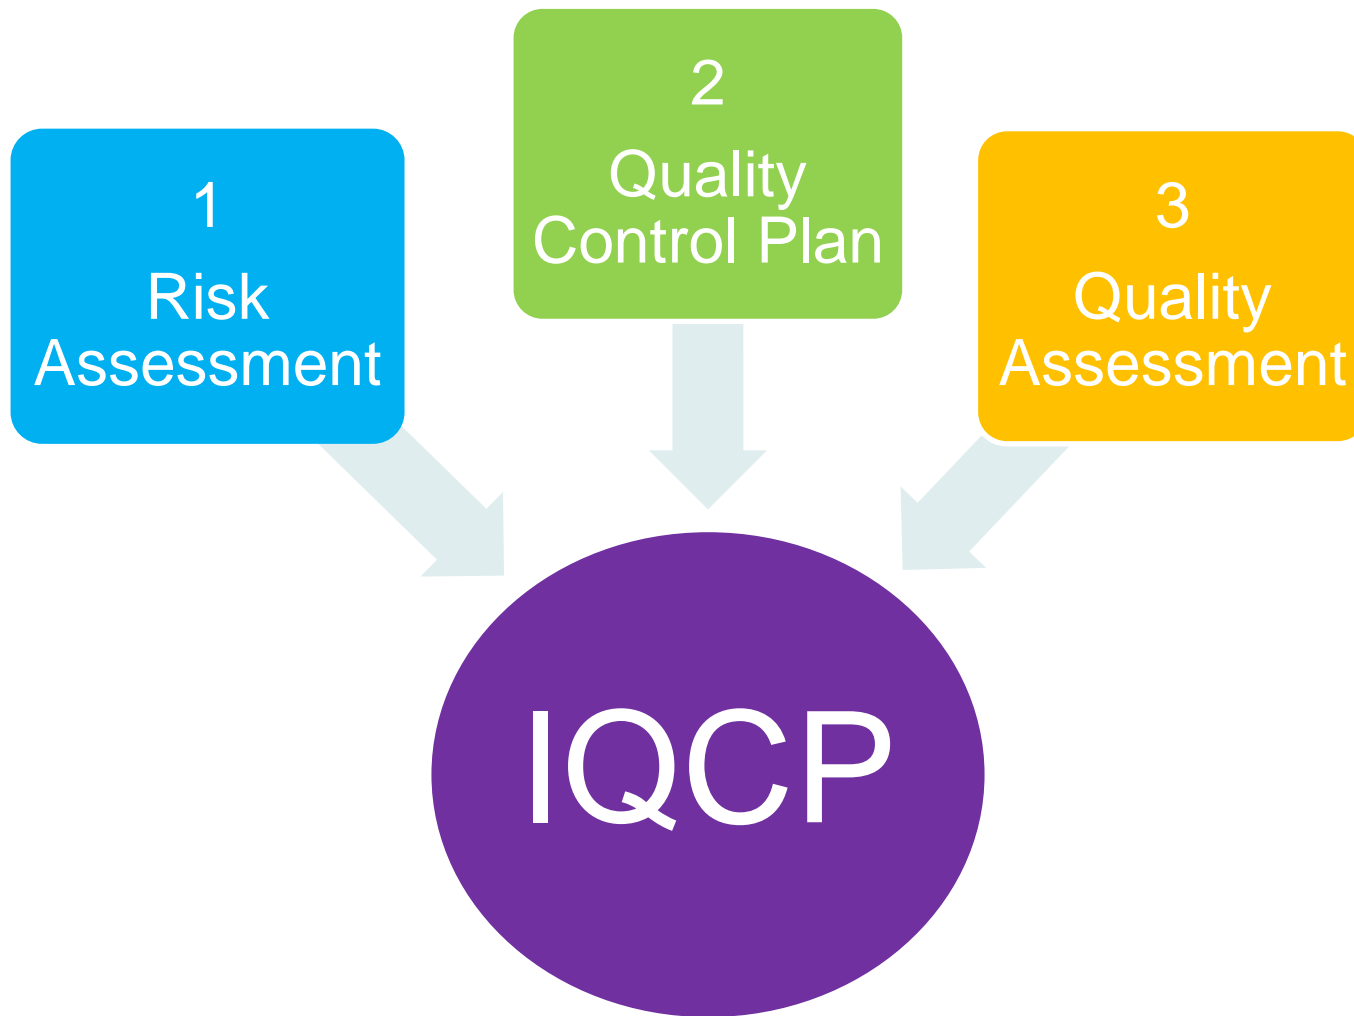 1
Risk
Assessment
2
Quality
Control Plan
3
Quality
Assessment
IQCP